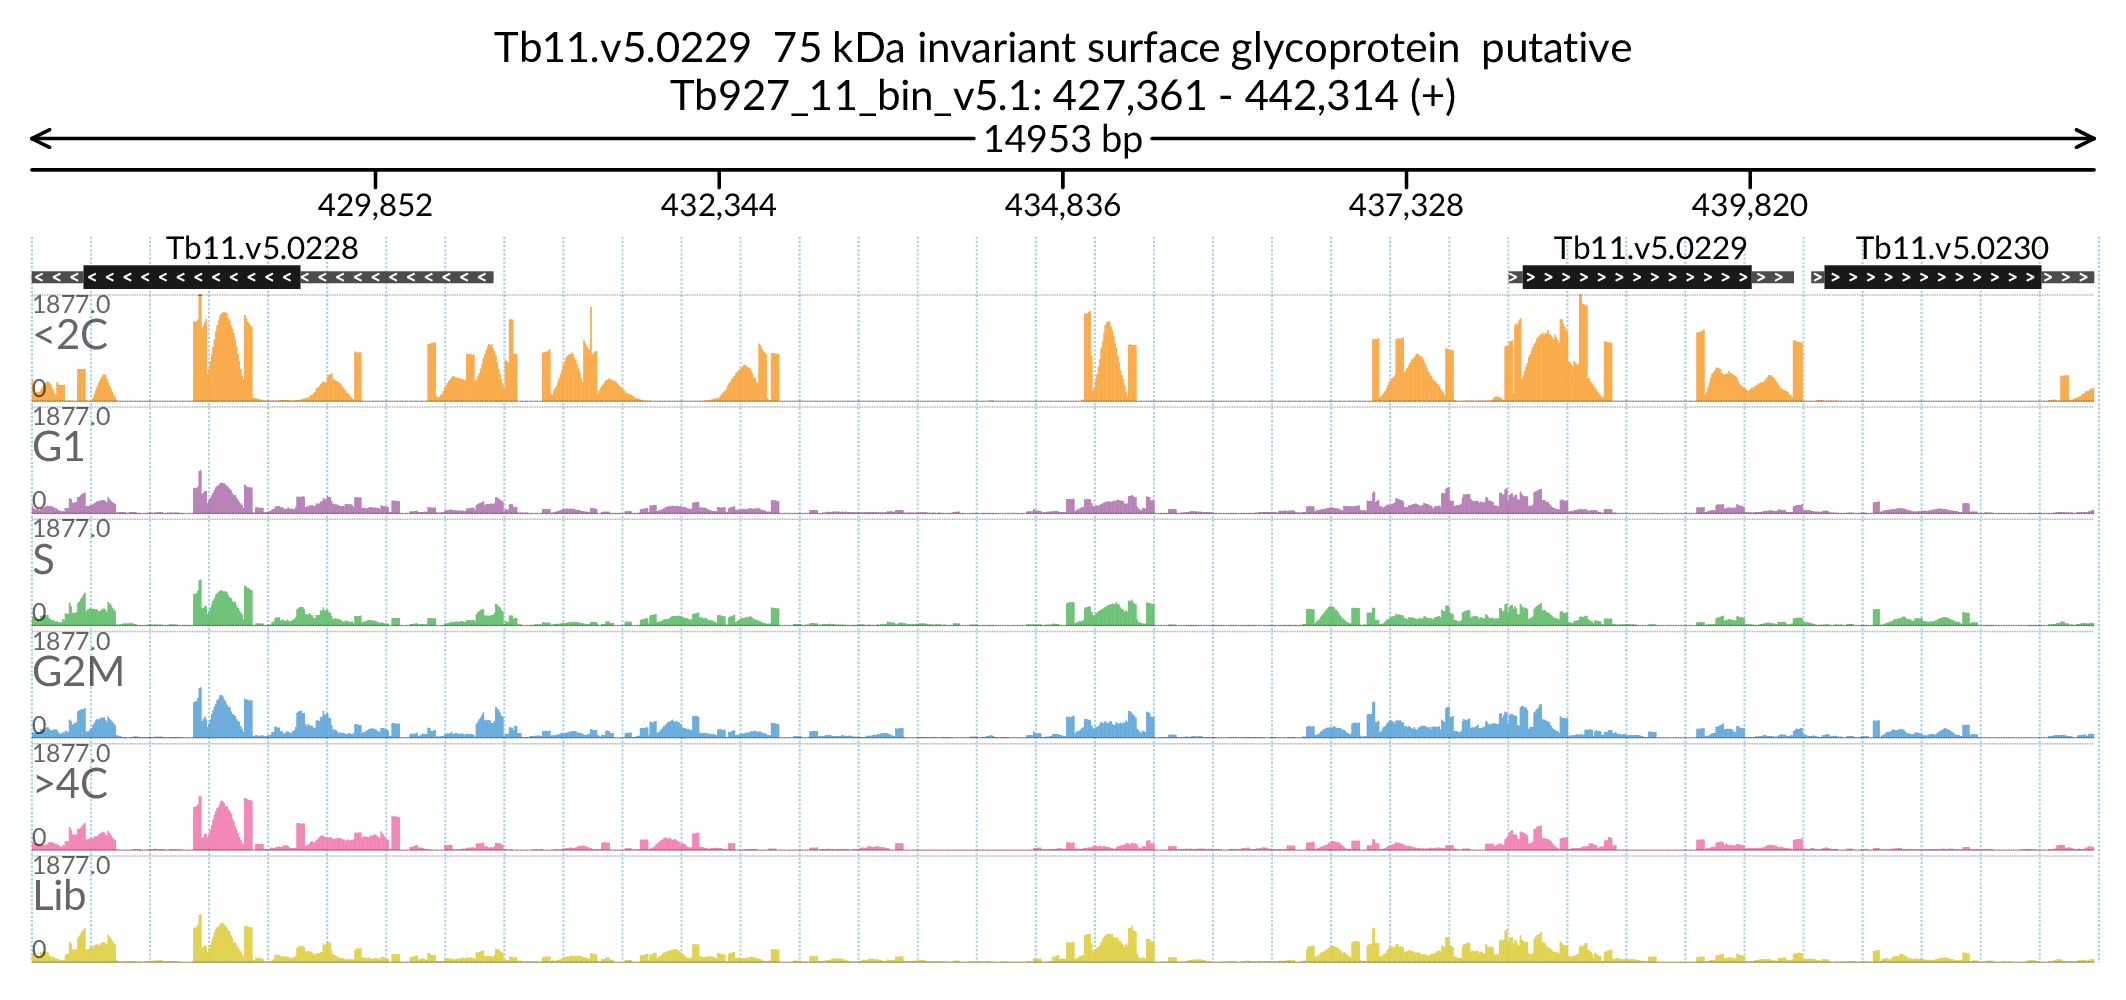 Tb11.v5.0229  75 kDa invariant surface glycoprotein  putative
Tb927_11_bin_v5.1: 427,361 - 442,314 (+)
14953 bp
429,852 432,344 434,836 437,328 439,820
Tb11.v5.0228 Tb11.v5.0229 Tb11.v5.0230
1877.0
<2C
0
1877.0
G1
0
1877.0
S
0
1877.0
G2M
0
1877.0
>4C
0
1877.0
Lib
0